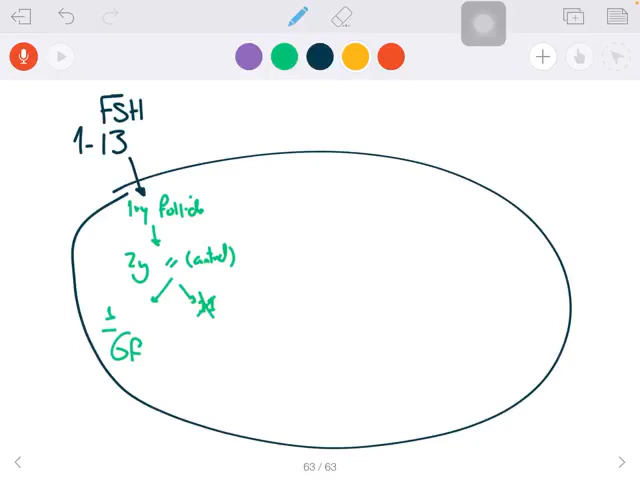 FSH
1-13
1ry follicle
2y = (antral)
1
GF
63 / 63